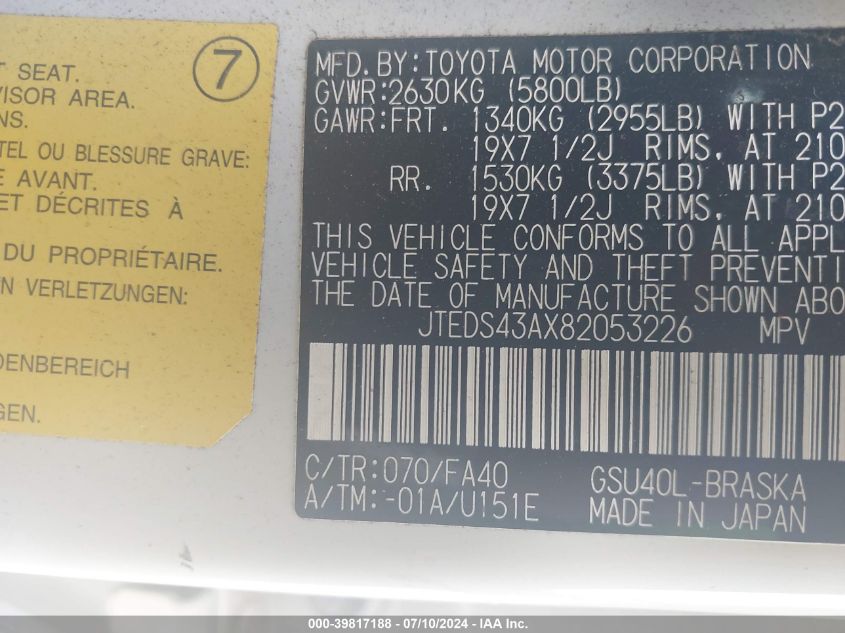 T SEAT.
VISOR AREA.
NS.
TEL OU BLESSURE GRAVE:
E AVANT.
ET DÉCRITES À
DU PROPRIÉTAIRE.
N VERLETZUNGEN:
DENBEREICH
GEN.
7
MFD. BY: TOYOTA MOTOR CORPORATION
GVWR: 2630KG (5800LB)
GAWR: FRT. 1340KG (2955LB) WITH P2
19X7 1/2J RIMS, AT 210
RR. 1530KG (3375LB) WITH P2
19X7 1/2J RIMS, AT 210
THIS VEHICLE CONFORMS TO ALL APPL
VEHICLE SAFETY AND THEFT PREVENTI
THE DATE OF MANUFACTURE SHOWN ABO
JTEDS43AX82053226 MPV
C/TR: 070/FA40 GSU40L-BRASKA
A/TM: -01A/U151E MADE IN JAPAN
000-39817188 - 07/10/2024 - IAA Inc.